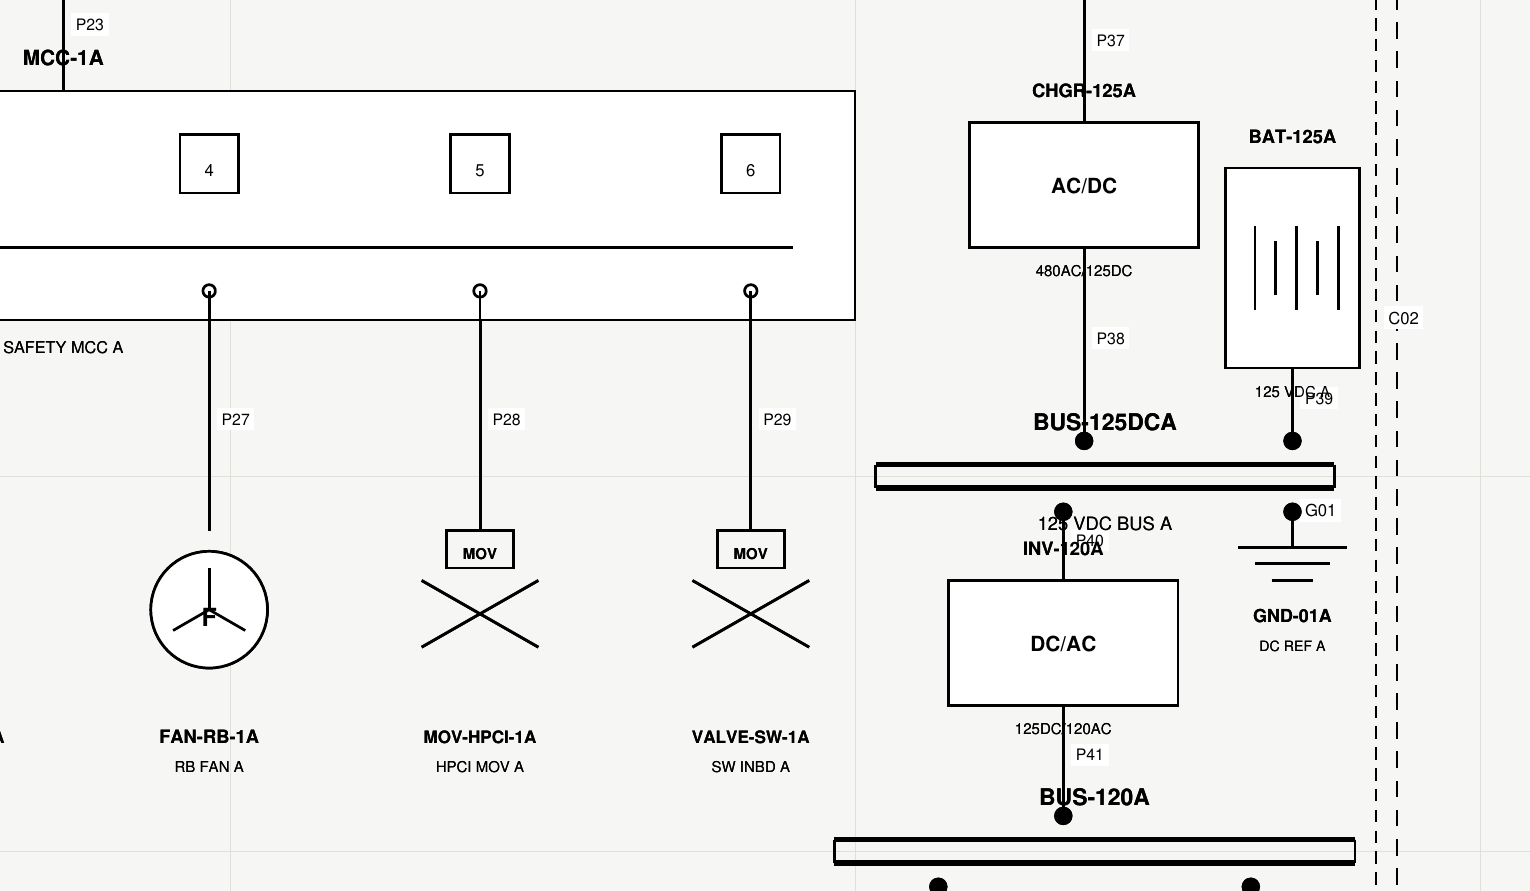 P23
MCC-1A
4
5
6
SAFETY MCC A
P27
P28
P29
MOV
MOV
F
A
FAN-RB-1A
RB FAN A
MOV-HPCI-1A
HPCI MOV A
VALVE-SW-1A
SW INBD A
P37
CHGR-125A
AC/DC
480AC/125DC
P38
BAT-125A
125 VDC A
P39
C02
BUS-125DCA
125 VDC BUS A
P40
INV-120A
DC/AC
125DC/120AC
P41
G01
GND-01A
DC REF A
BUS-120A